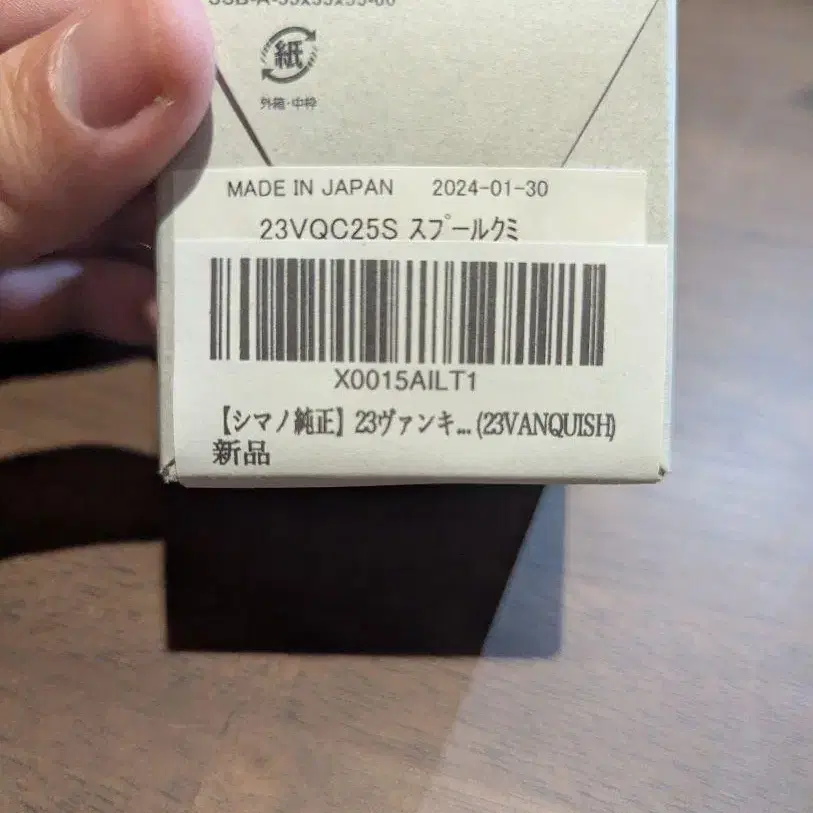 紙
外箱・中枠
MADE IN JAPAN 2024-01-30
23VQC25S スプールクミ
X0015AILT1
【シマノ純正】23ヴァンキ... (23VANQUISH)
新品